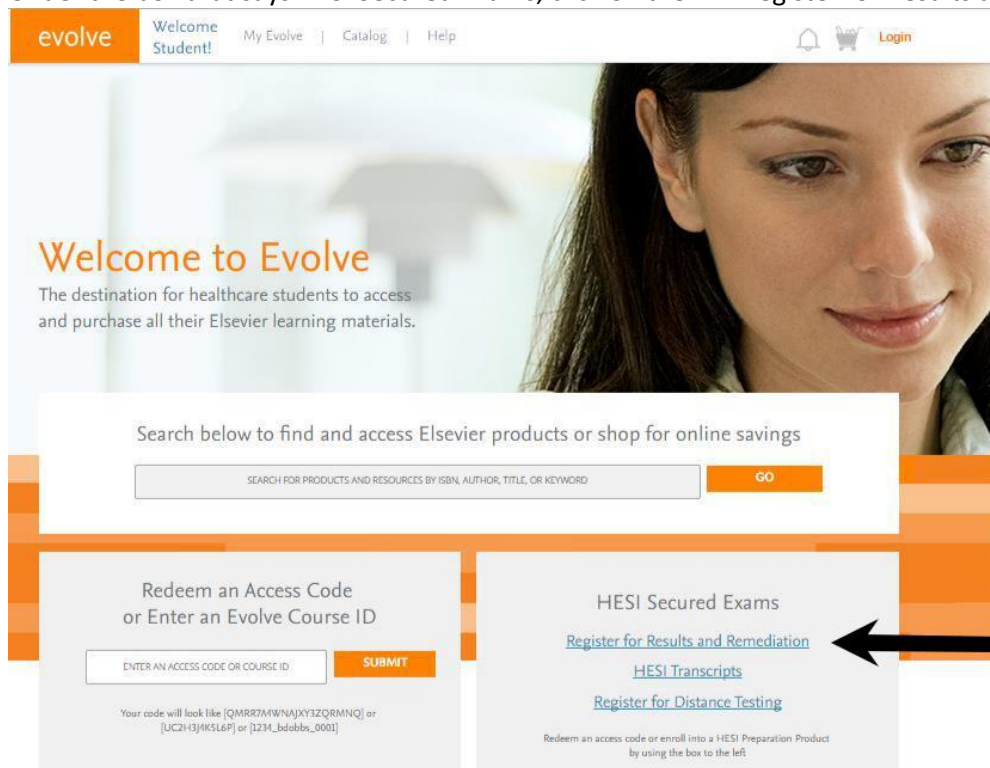 evolve
Welcome
Student!
My Evolve | Catalog | Help
Login
Welcome to Evolve
The destination for healthcare students to access
and purchase all their Elsevier learning materials.
Search below to find and access Elsevier products or shop for online savings
SEARCH FOR PRODUCTS AND RESOURCES BY ISBN, AUTHOR, TITLE, OR KEYWORD
GO
Redeem an Access Code
or Enter an Evolve Course ID
ENTER AN ACCESS CODE OR COURSE ID
SUBMIT
Your code will look like [QMRR7MWNAJXY3ZQRMNQ] or
[UC2H3J4K5L6P] or [1234_bdobbs_0001]
HESI Secured Exams
Register for Results and Remediation
HESI Transcripts
Register for Distance Testing
Redeem an access code or enroll into a HESI Preparation Product
by using the box to the left